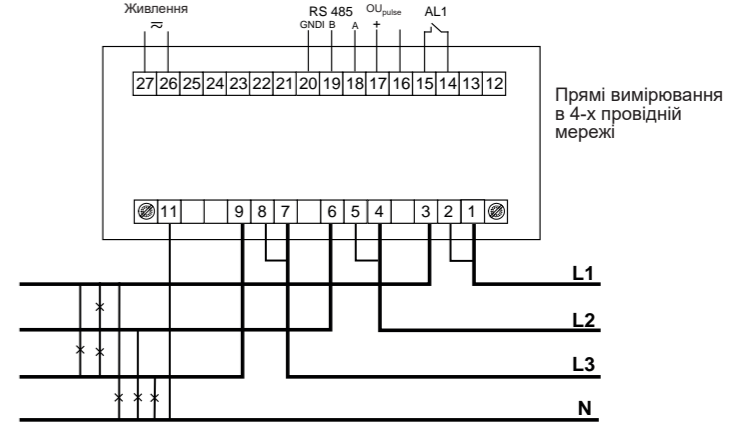 Живлення
RS 485
OUpulse
AL1
GNDI B A +
27 26 25 24 23 22 21 20 19 18 17 16 15 14 13 12
Прямі вимірювання
в 4-х провідній
мережі
11 9 8 7 6 5 4 3 2 1
L1
L2
L3
N